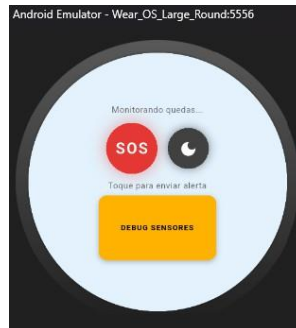 Android Emulator - Wear_OS_Large_Round:5556
Monitorando quedas...
SOS
Toque para enviar alerta
DEBUG SENSORES